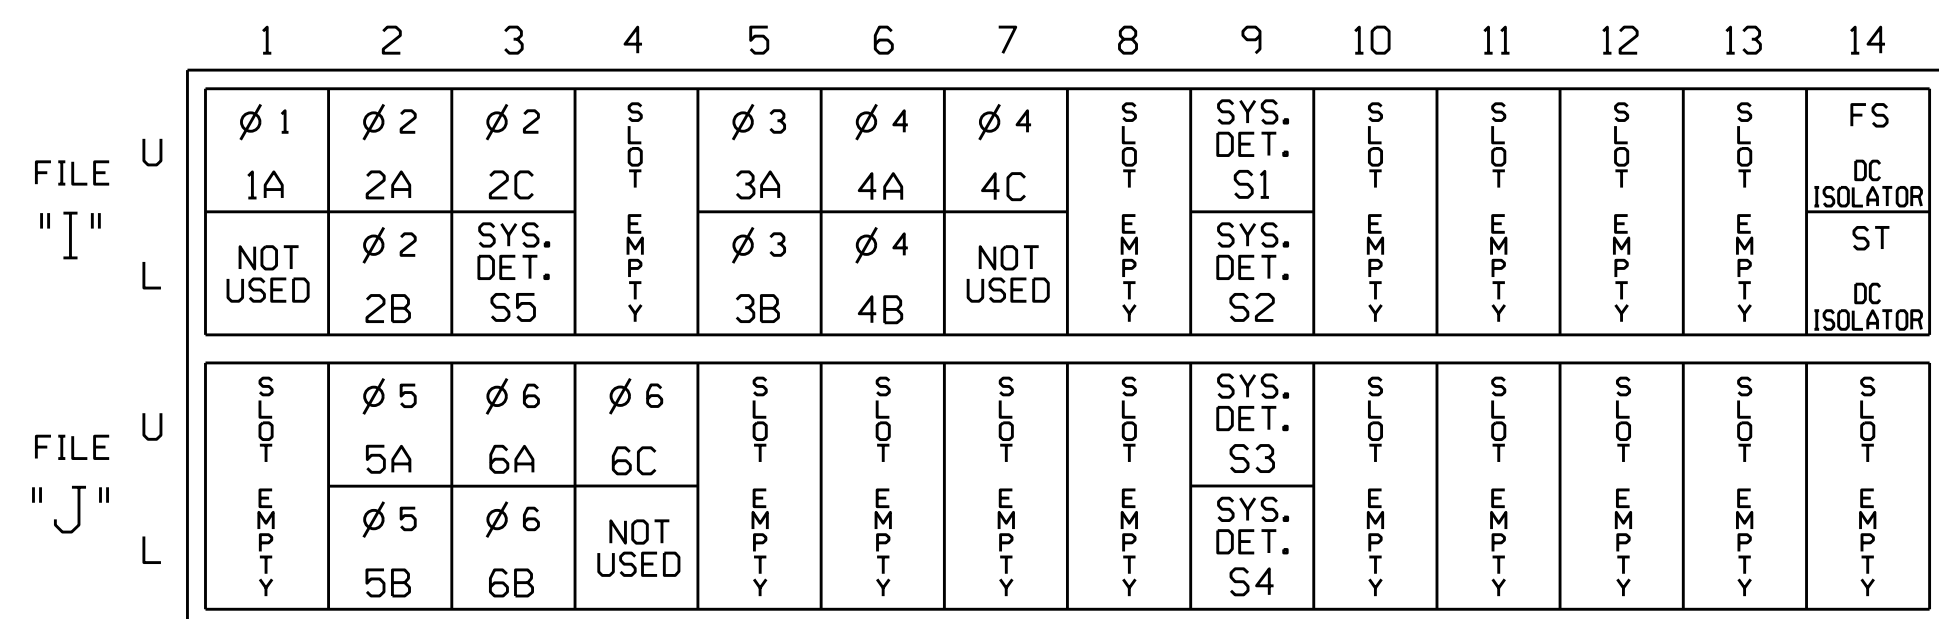 1 2 3 4 5 6 7 8 9 10 11 12 13 14
FILE "I"
U
Ø 1 1A
Ø 2 2A
Ø 2 2C
SLOT EMPTY
Ø 3 3A
Ø 4 4A
Ø 4 4C
SLOT EMPTY
SYS. DET. S1
SLOT EMPTY
SLOT EMPTY
SLOT EMPTY
SLOT EMPTY
FS DC ISOLATOR
L
NOT USED
Ø 2 2B
SYS. DET. S5
Ø 3 3B
Ø 4 4B
NOT USED
SYS. DET. S2
ST DC ISOLATOR
FILE "J"
U
SLOT EMPTY
Ø 5 5A
Ø 6 6A
Ø 6 6C
SLOT EMPTY
SLOT EMPTY
SLOT EMPTY
SLOT EMPTY
SYS. DET. S3
SLOT EMPTY
SLOT EMPTY
SLOT EMPTY
SLOT EMPTY
SLOT EMPTY
L
Ø 5 5B
Ø 6 6B
NOT USED
SYS. DET. S4